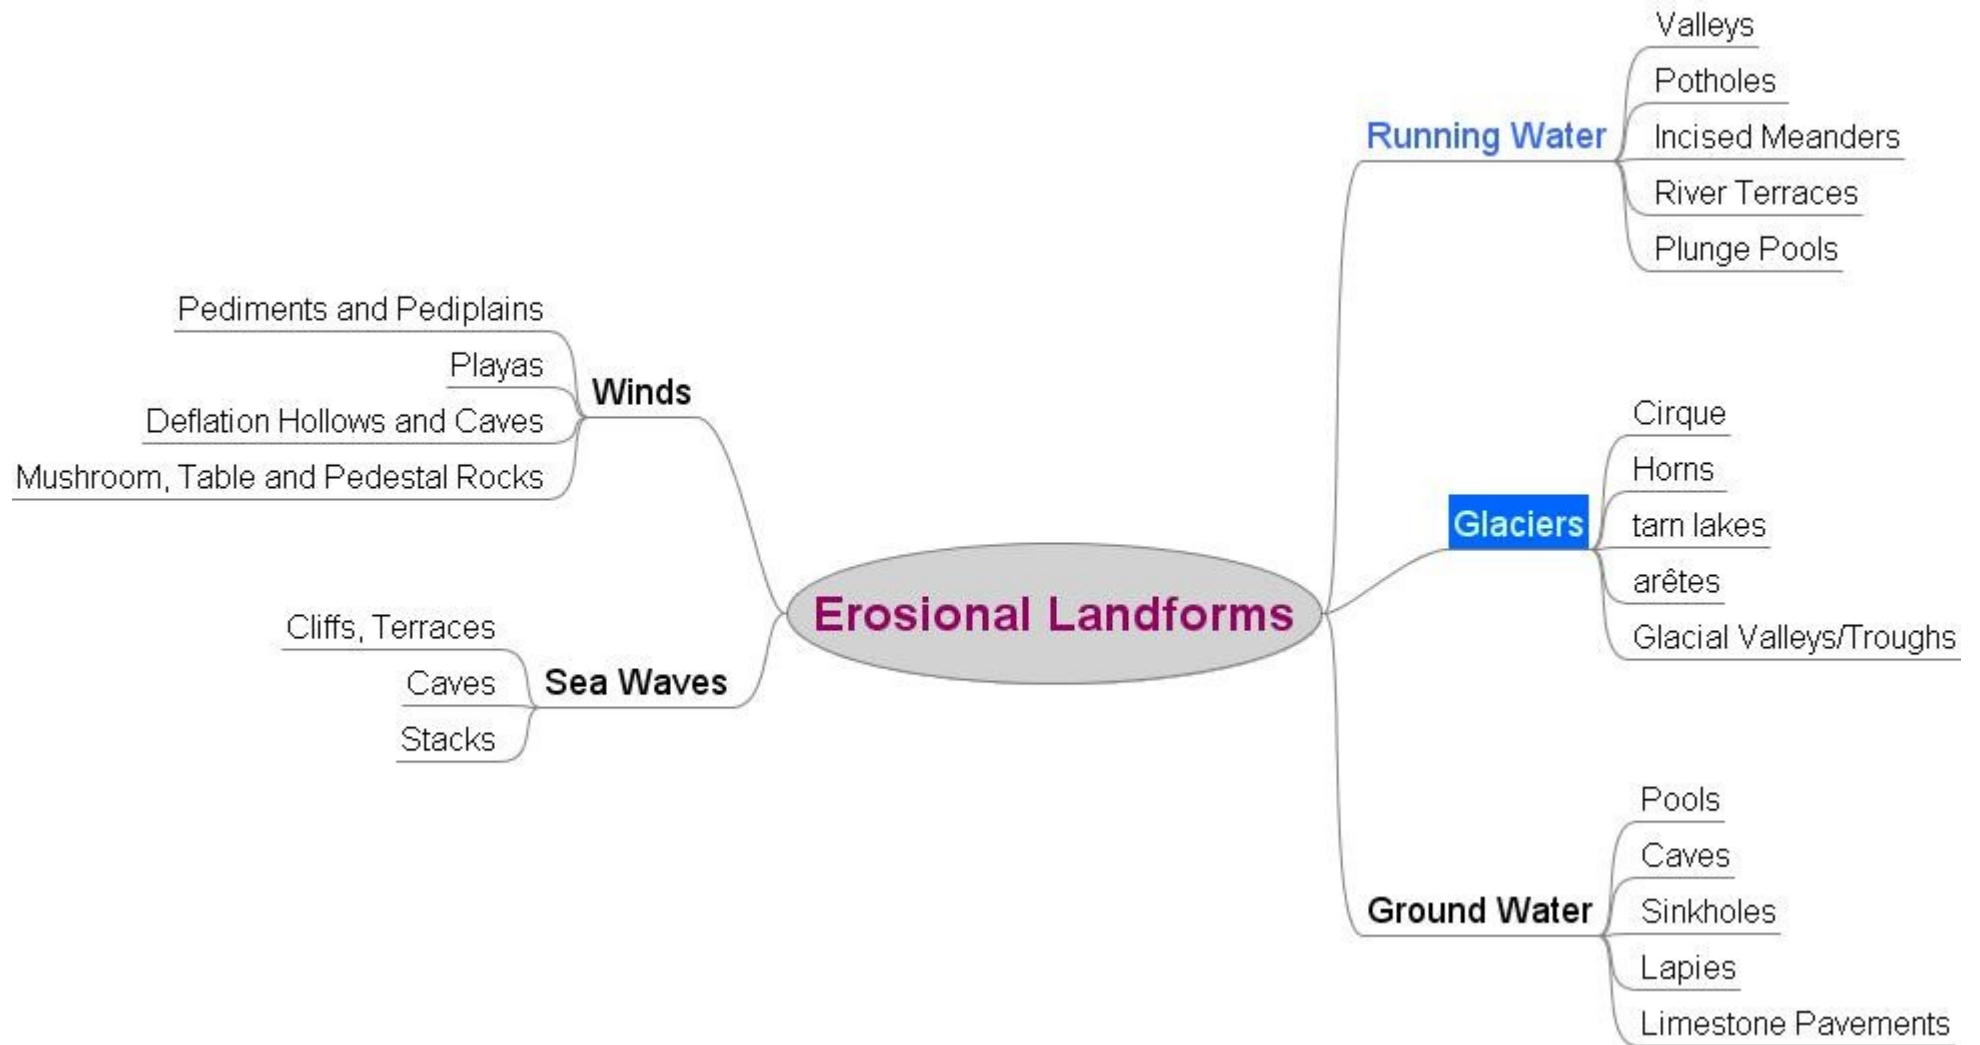 Erosional Landforms
Running Water
Valleys
Potholes
Incised Meanders
River Terraces
Plunge Pools
Glaciers
Cirque
Horns
tarn lakes
arêtes
Glacial Valleys/Troughs
Ground Water
Pools
Caves
Sinkholes
Lapies
Limestone Pavements
Winds
Pediments and Pediplains
Playas
Deflation Hollows and Caves
Mushroom, Table and Pedestal Rocks
Sea Waves
Cliffs, Terraces
Caves
Stacks